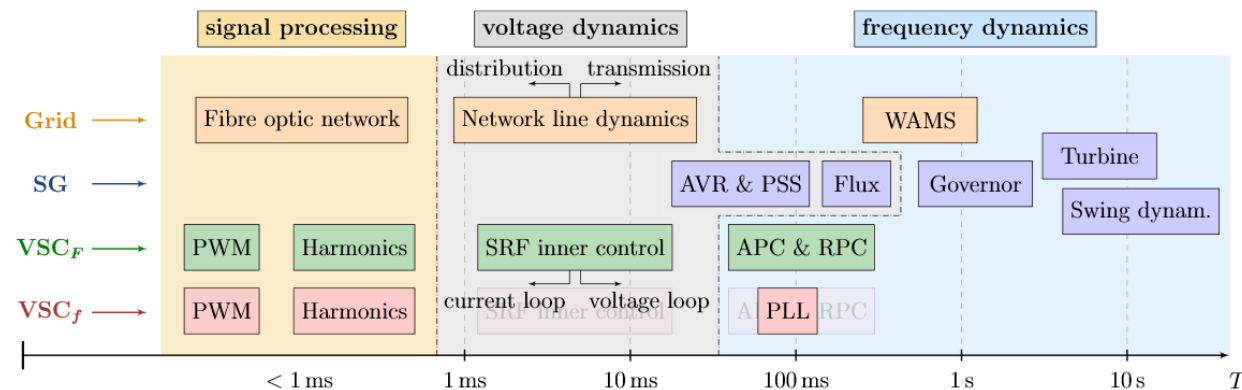 signal processing voltage dynamics frequency dynamics
distribution transmission
Grid Fibre optic network Network line dynamics WAMS
Turbine
SG AVR & PSS Flux Governor
Swing dynam.
VSC_F PWM Harmonics SRF inner control APC & RPC
current loop voltage loop
VSC_f PWM Harmonics SRF inner control APC & RPC PLL
< 1 ms 1 ms 10 ms 100 ms 1 s 10 s 𝒯